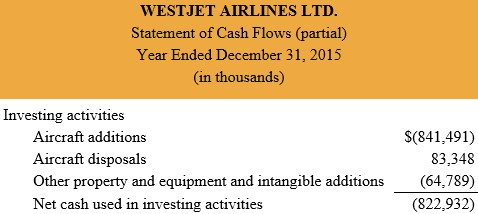 WESTJET AIRLINES LTD.
Statement of Cash Flows (partial)
Year Ended December 31, 2015
(in thousands)
Investing activities
Aircraft additions $(841,491)
Aircraft disposals 83,348
Other property and equipment and intangible additions (64,789)
Net cash used in investing activities (822,932)